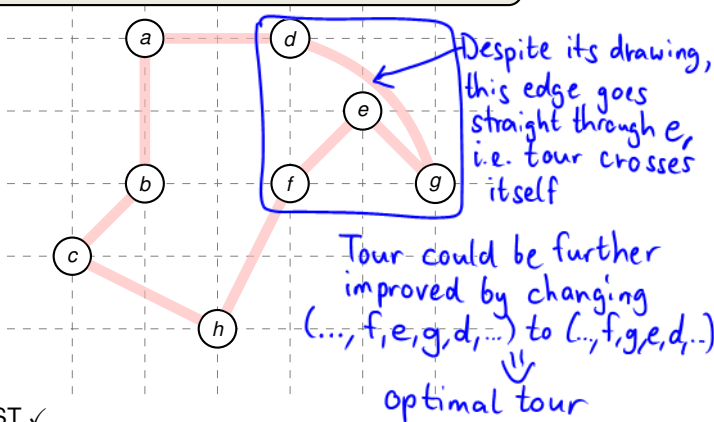 a
d
e
b
f
g
c
h
Despite its drawing,
this edge goes
straight through e,
i.e. tour crosses
itself
Tour could be further
improved by changing
(..., f,e,g,d,...) to (..,f,g,e,d,..)
⇓
optimal tour
ST ✓